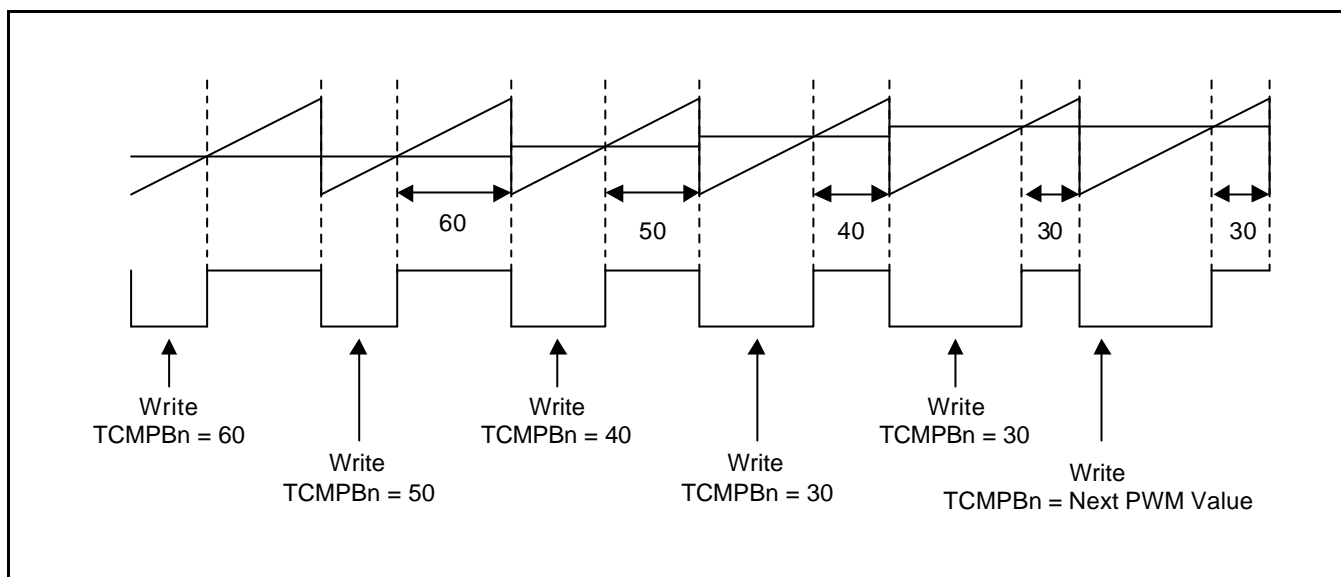 60
50
40
30
30
Write
TCMPBn = 60
Write
TCMPBn = 50
Write
TCMPBn = 40
Write
TCMPBn = 30
Write
TCMPBn = 30
Write
TCMPBn = Next PWM Value